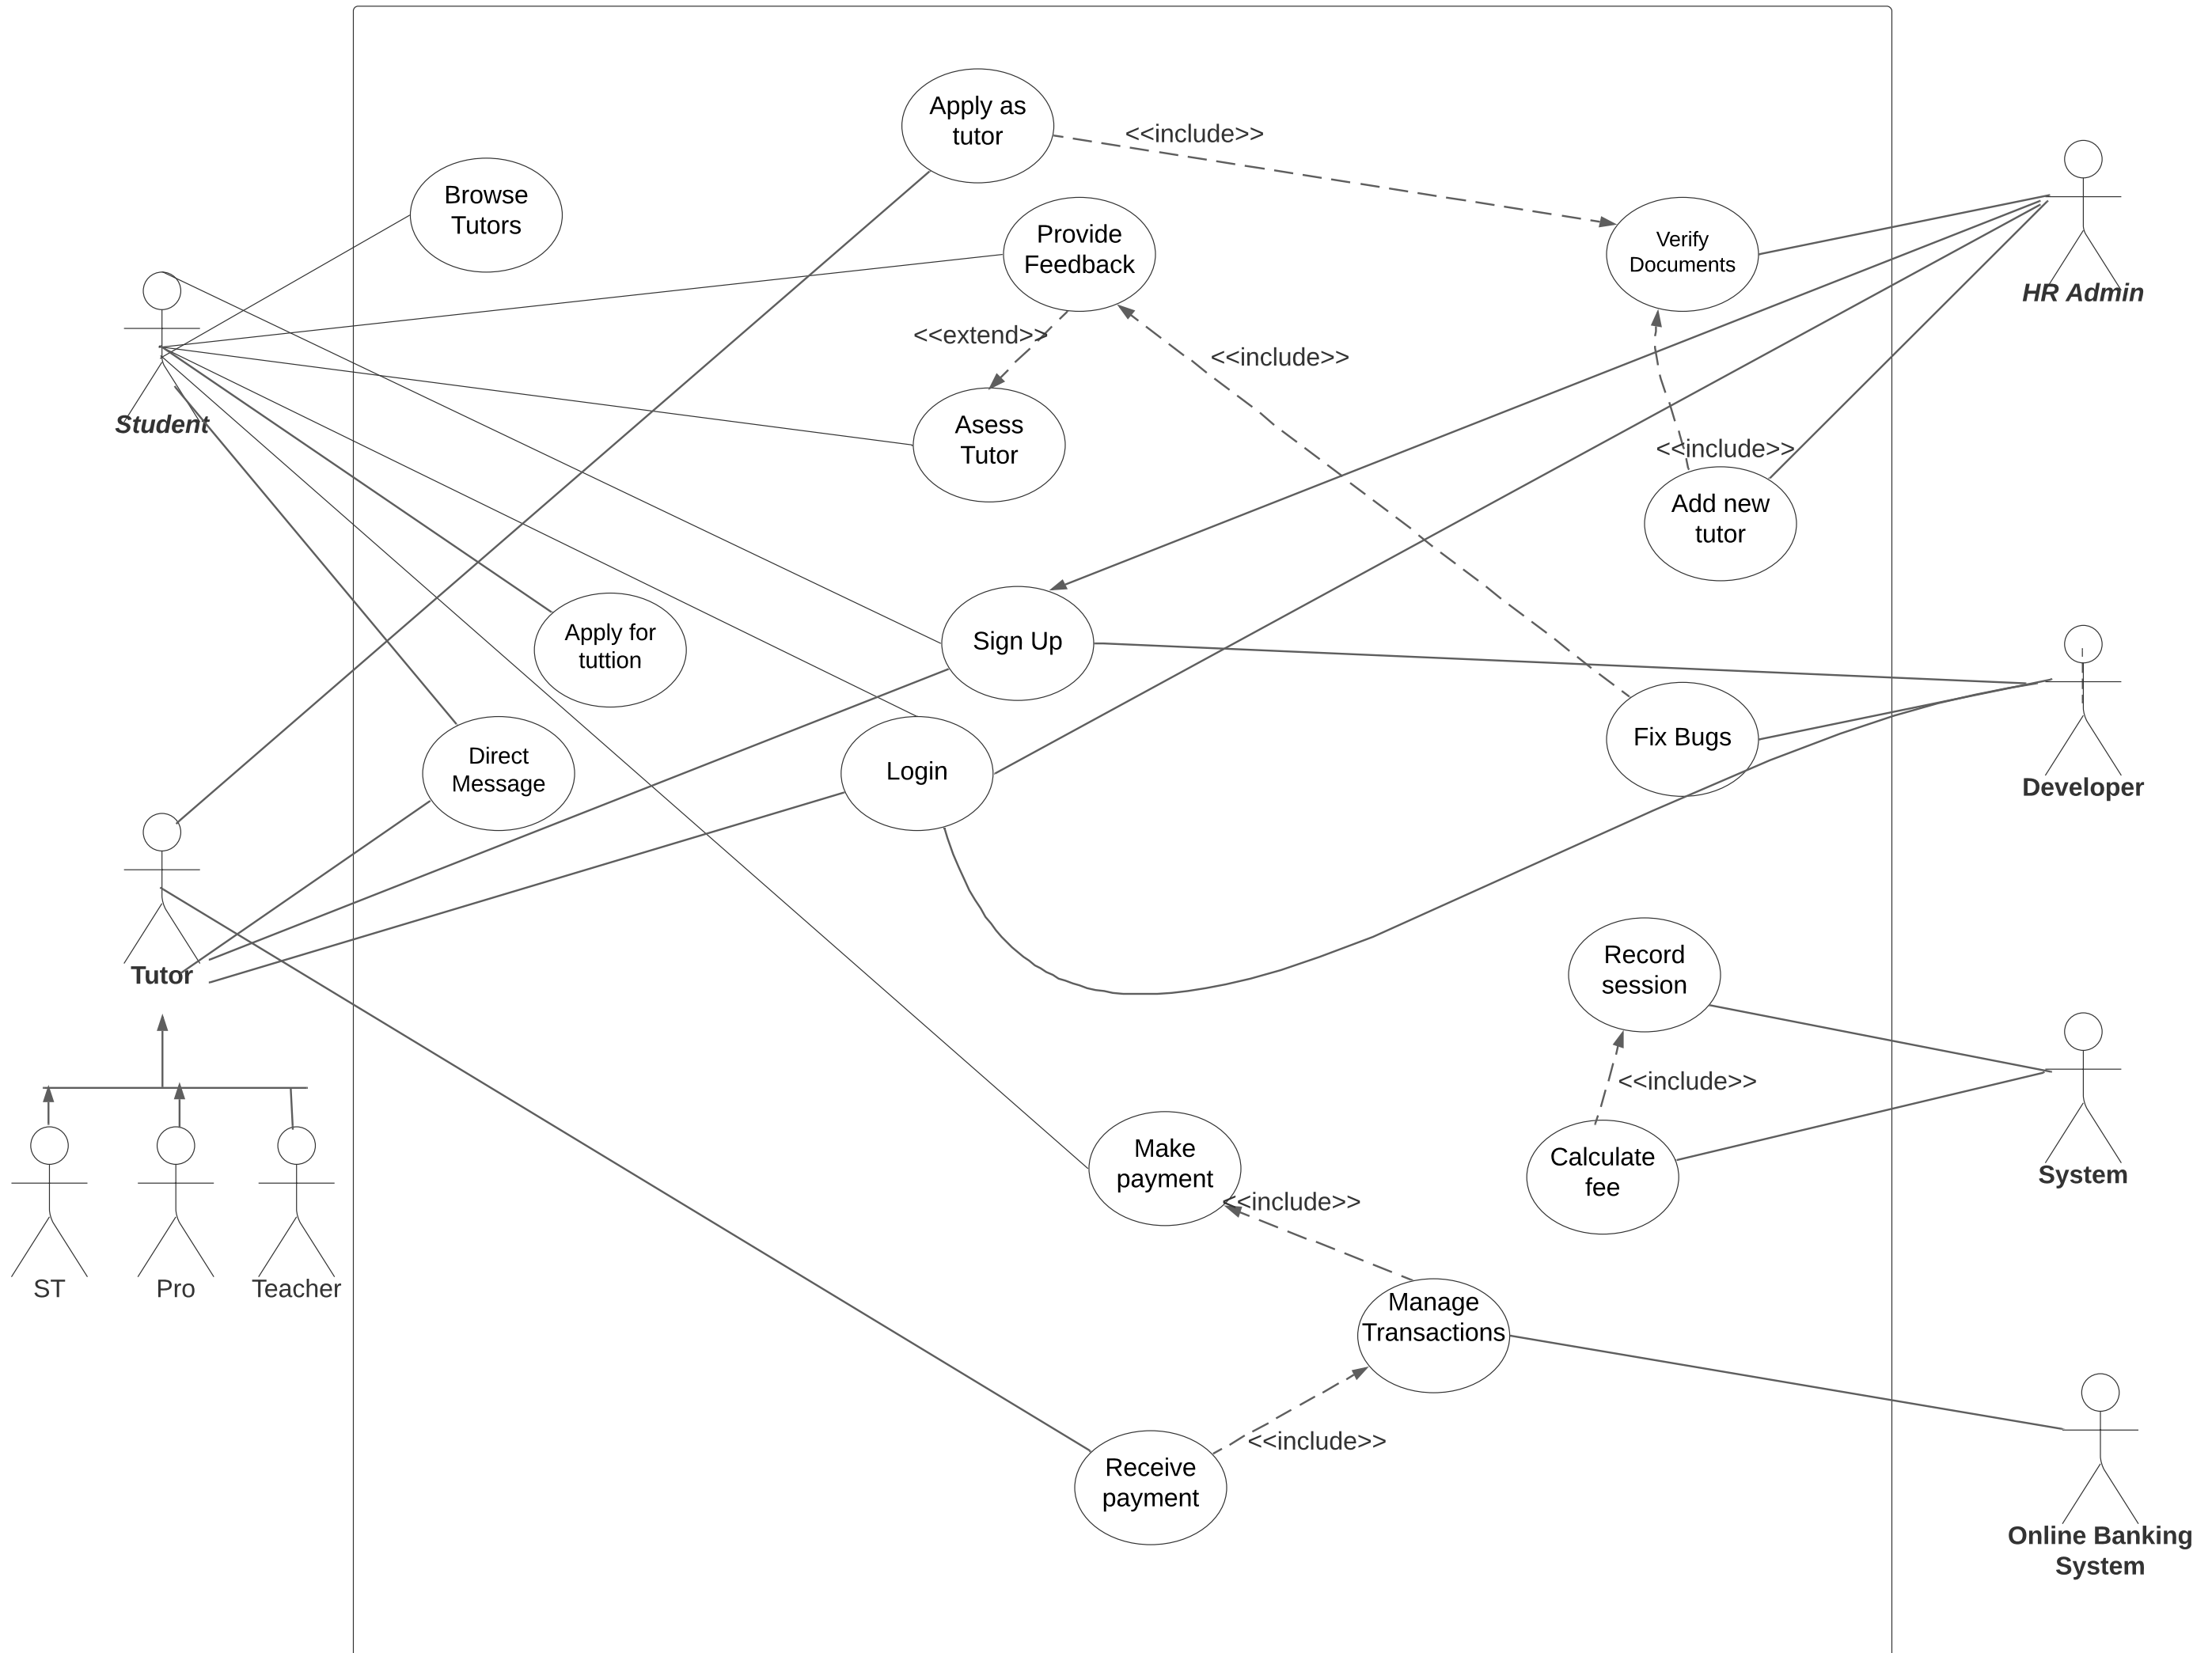 Apply as
tutor
<<include>>
Browse
Tutors
Provide
Feedback
Verify
Documents
HR Admin
<<extend>>
<<include>>
Student
Asess
Tutor
<<include>>
Add new
tutor
Apply for
tuttion
Sign Up
Direct
Message
Login
Fix Bugs
Developer
Tutor
Record
session
<<include>>
Make
payment
Calculate
fee
System
<<include>>
ST
Pro
Teacher
Manage
Transactions
<<include>>
Receive
payment
Online Banking
System